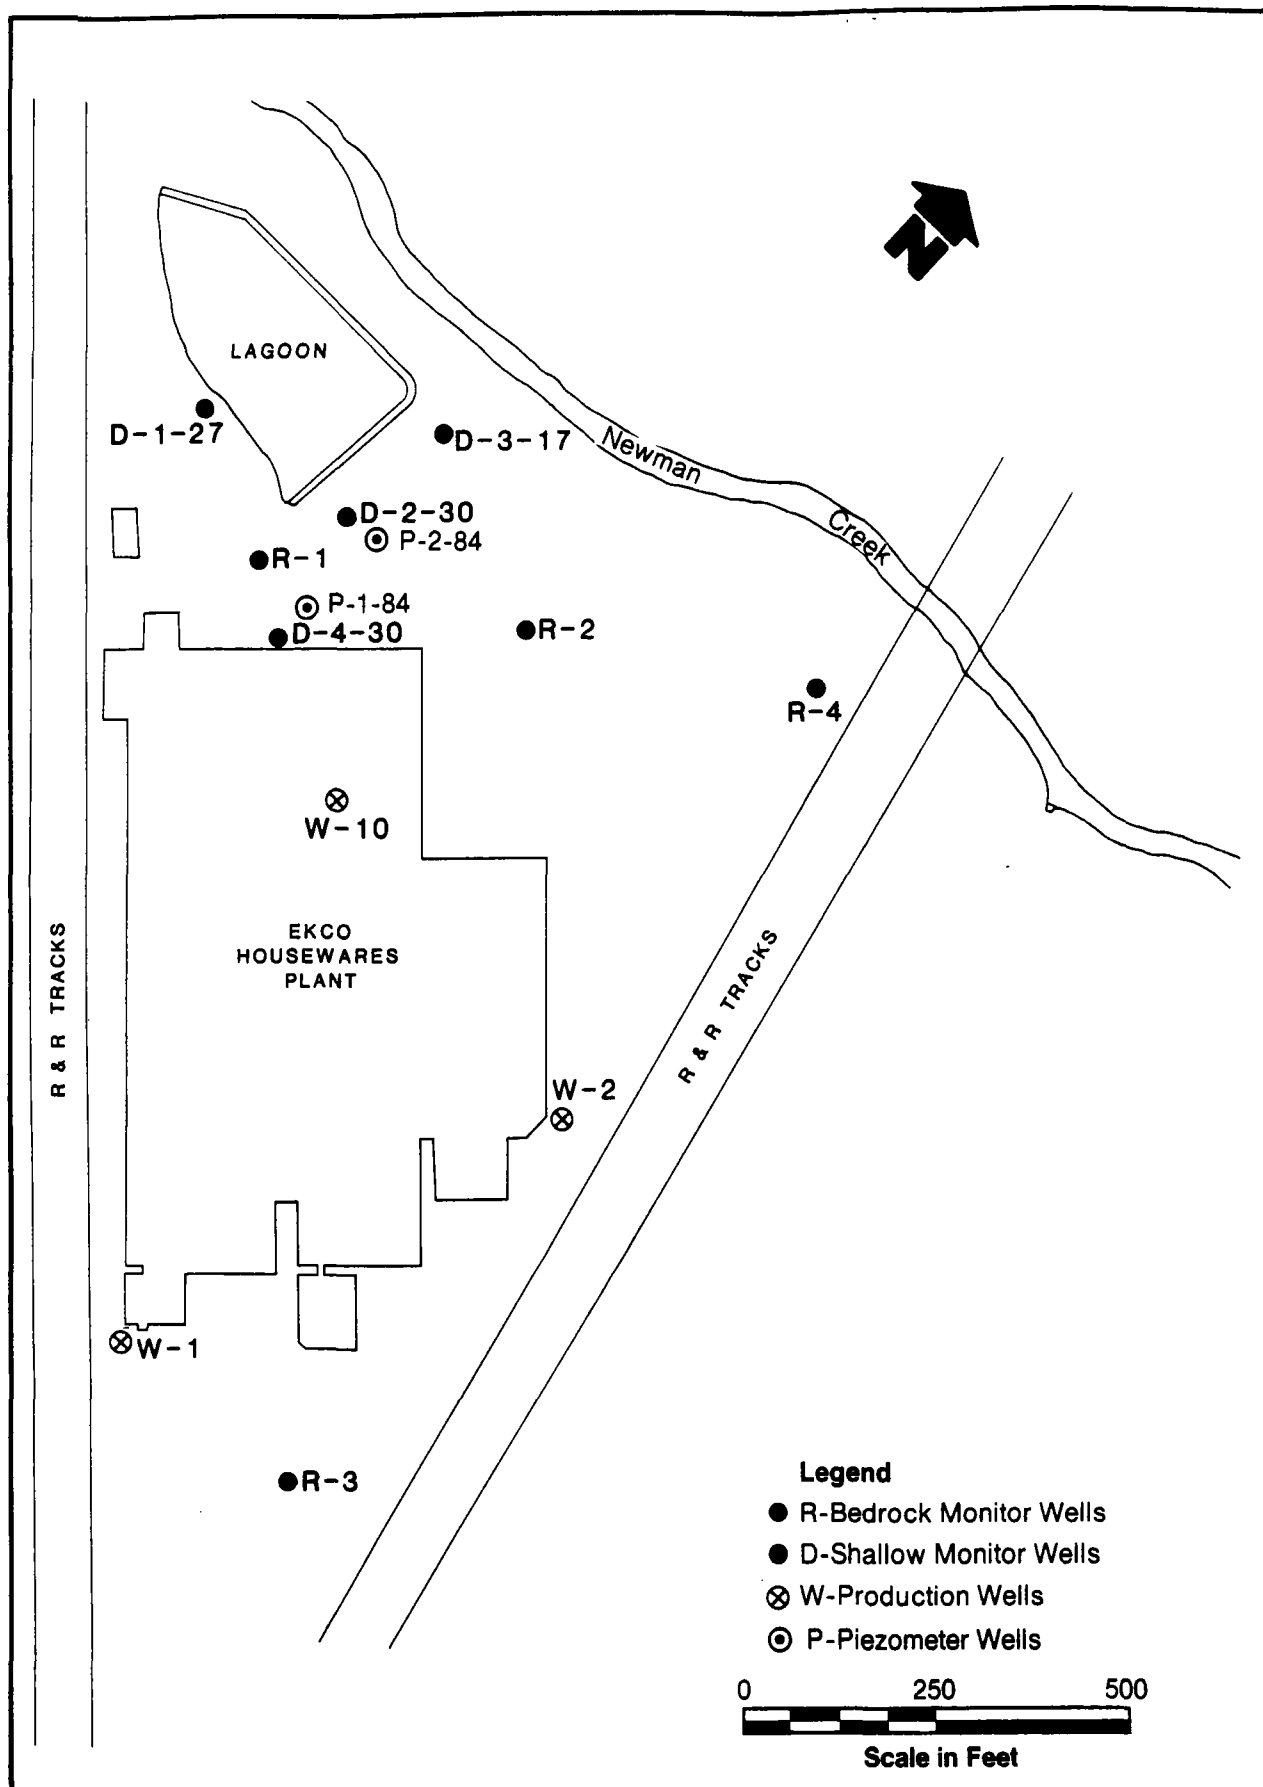 N
LAGOON
D-1-27
D-3-17
Newman
Creek
D-2-30
P-2-84
R-1
P-1-84
D-4-30
R-2
R-4
W-10
EKCO
HOUSEWARES
PLANT
R & R TRACKS
R & R TRACKS
W-2
W-1
R-3
Legend
R-Bedrock Monitor Wells
D-Shallow Monitor Wells
W-Production Wells
P-Piezometer Wells
0 250 500
Scale in Feet